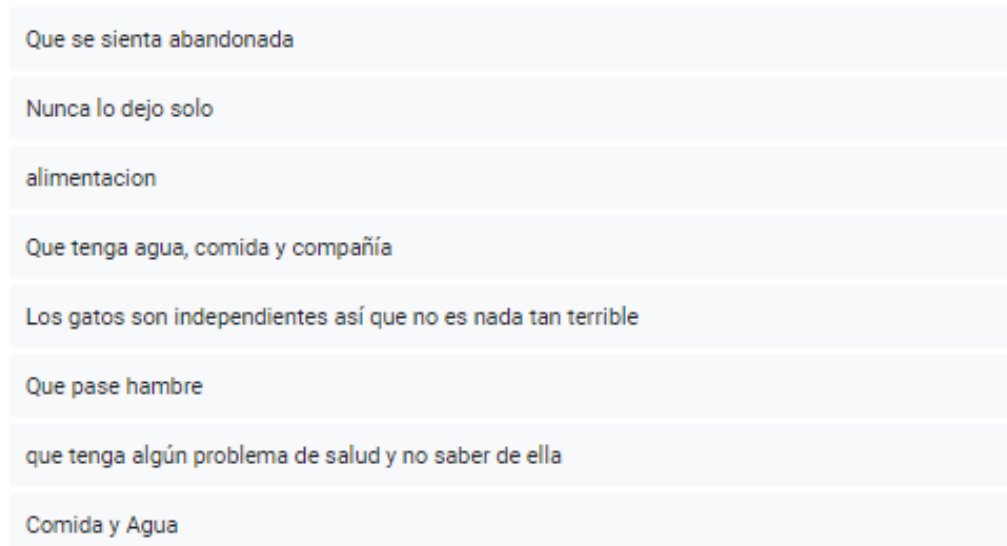 Que se sienta abandonada
Nunca lo dejo solo
alimentacion
Que tenga agua, comida y compañía
Los gatos son independientes así que no es nada tan terrible
Que pase hambre
que tenga algún problema de salud y no saber de ella
Comida y Agua